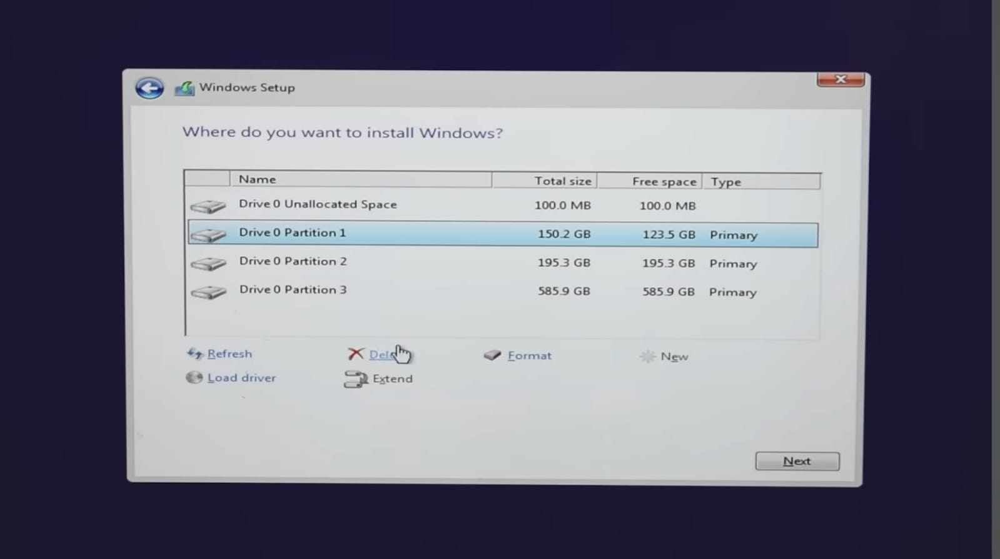 Windows Setup
Where do you want to install Windows?
Name Total size Free space Type
Drive 0 Unallocated Space 100.0 MB 100.0 MB
Drive 0 Partition 1 150.2 GB 123.5 GB Primary
Drive 0 Partition 2 195.3 GB 195.3 GB Primary
Drive 0 Partition 3 585.9 GB 585.9 GB Primary
Refresh Format New
Load driver Extend
Next